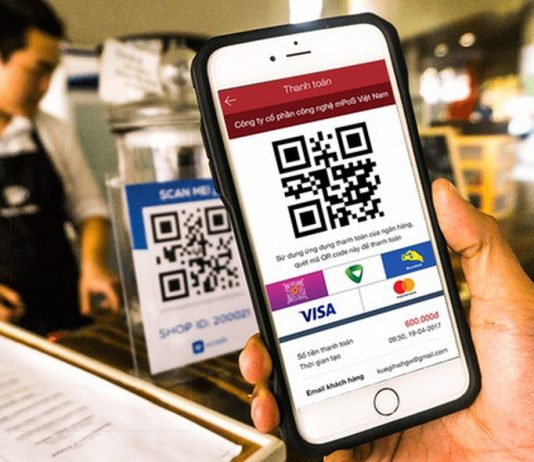 Thanh toán
Công ty cổ phần công nghệ mPoS Việt Nam
Sử dụng ứng dụng thanh toán của ngân hàng,
quét mã QR code này để thanh toán
VISA
Số tiền thanh toán 600,000đ
Thời gian tạo 09:50, 19-04-2017
Email khách hàng
SCAN ME!
SHOP ID: 200021